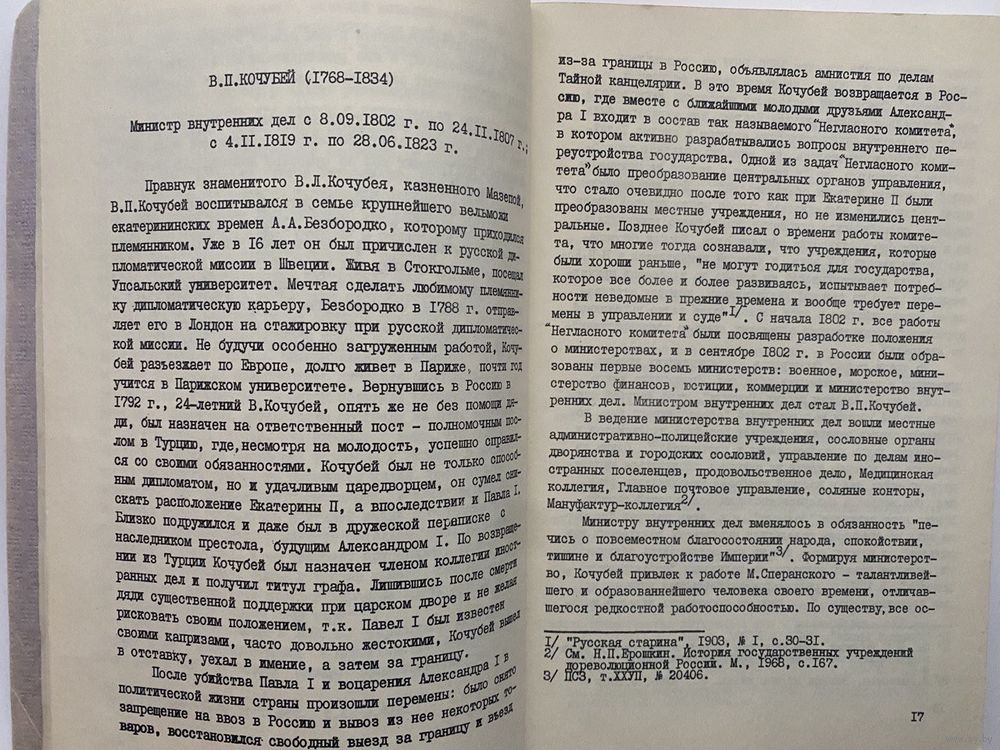 В.П.КОЧУБЕЙ (1768-1834)
Министр внутренних дел с 8.09.1802 г. по 24.II.1807 г.;
с 4.II.1819 г. по 28.06.1823 г.
Правнук знаменитого В.Л.Кочубея, казненного Мазепой,
В.П.Кочубей воспитывался в семье крупнейшего вельможи
екатерининских времен А.А.Безбородко, которому приходился
племянником. Уже в 16 лет он был причислен к русской ди-
пломатической миссии в Швеции. Живя в Стокгольме, посещал
Упсальский университет. Мечтая сделать любимому племянни-
ку дипломатическую карьеру, Безбородко в 1788 г. отправ-
ляет его в Лондон на стажировку при русской дипломатичес-
кой миссии. Не будучи особенно загруженным работой, Кочу-
бей разъезжает по Европе, долго живет в Париже, почти год
учится в Парижском университете. Вернувшись в Россию в
1792 г., 24-летний В.Кочубей, опять же не без помощи дя-
ди, был назначен на ответственный пост - полномочным пос-
лом в Турцию, где,несмотря на молодость, успешно справил-
ся со своими обязанностями. Кочубей был не только способ-
ным дипломатом, но и удачливым царедворцем, он сумел сни-
скать расположение Екатерины П, а впоследствии и Павла I.
Близко подружился и даже был в дружеской переписке с
наследником престола, будущим Александром I. По возвраще-
нии из Турции Кочубей был назначен членом коллегии иност-
ранных дел и получил титул графа. Лишившись после смерти
дяди существенной поддержки при царском дворе и не желая
рисковать своим положением, т.к. Павел I был известен
своими капризами, часто довольно жестокими, Кочубей вышел
в отставку, уехал в имение, а затем за границу.
После убийства Павла I и воцарения Александра I в
политической жизни страны произошли перемены: было снято
запрещение на ввоз в Россию и вывоз из нее некоторых то-
варов, восстановился свободный выезд за границу и въезд
из-за границы в Россию, объявлялась амнистия по делам
Тайной канцелярии. В это время Кочубей возвращается в Рос-
сию, где вместе с ближайшими молодыми друзьями Александ-
ра I входит в состав так называемого "Негласного комитета",
в котором активно разрабатывались вопросы внутреннего пе-
реустройства государства. Одной из задач "Негласного коми-
тета" было преобразование центральных органов управления,
что стало очевидно после того как при Екатерине П были
преобразованы местные учреждения, но не изменились цент-
ральные. Позднее Кочубей писал о времени работы комите-
та, что многие тогда сознавали, что учреждения, которые
были хороши раньше, "не могут годиться для государства,
которое все более и более развиваясь, испытывает потреб-
ности неведомые в прежние времена и вообще требует пере-
мены в управлении и суде"1/. С начала 1802 г. все работы
"Негласного комитета" были посвящены разработке положения
о министерствах, и в сентябре 1802 г. в России были обра-
зованы первые восемь министерств: военное, морское, мини-
стерство финансов, юстиции, коммерции и министерство внут-
ренних дел. Министром внутренних дел стал В.П.Кочубей.
В ведение министерства внутренних дел вошли местные
административно-полицейские учреждения, сословные органы
дворянства и городских сословий, управление по делам ино-
странных поселенцев, продовольственное дело, Медицинская
коллегия, Главное почтовое управление, соляные конторы,
Мануфактур-коллегия2/.
Министру внутренних дел вменялось в обязанность "пе-
чись о повсеместном благосостоянии народа, спокойствии,
тишине и благоустройстве Империи"3/. Формируя министерст-
во, Кочубей привлек к работе М.Сперанского - талантливей-
шего и образованнейшего человека своего времени, отличав-
шегося редкостной работоспособностью. По существу,все ос-
1/ "Русская старина", 1903, № I, с.30-31.
2/ См. Н.П.Ерошкин. История государственных учреждений
дореволюционной России. М., 1968, с.167.
3/ ПСЗ, т.ХХУП, № 20406.
17